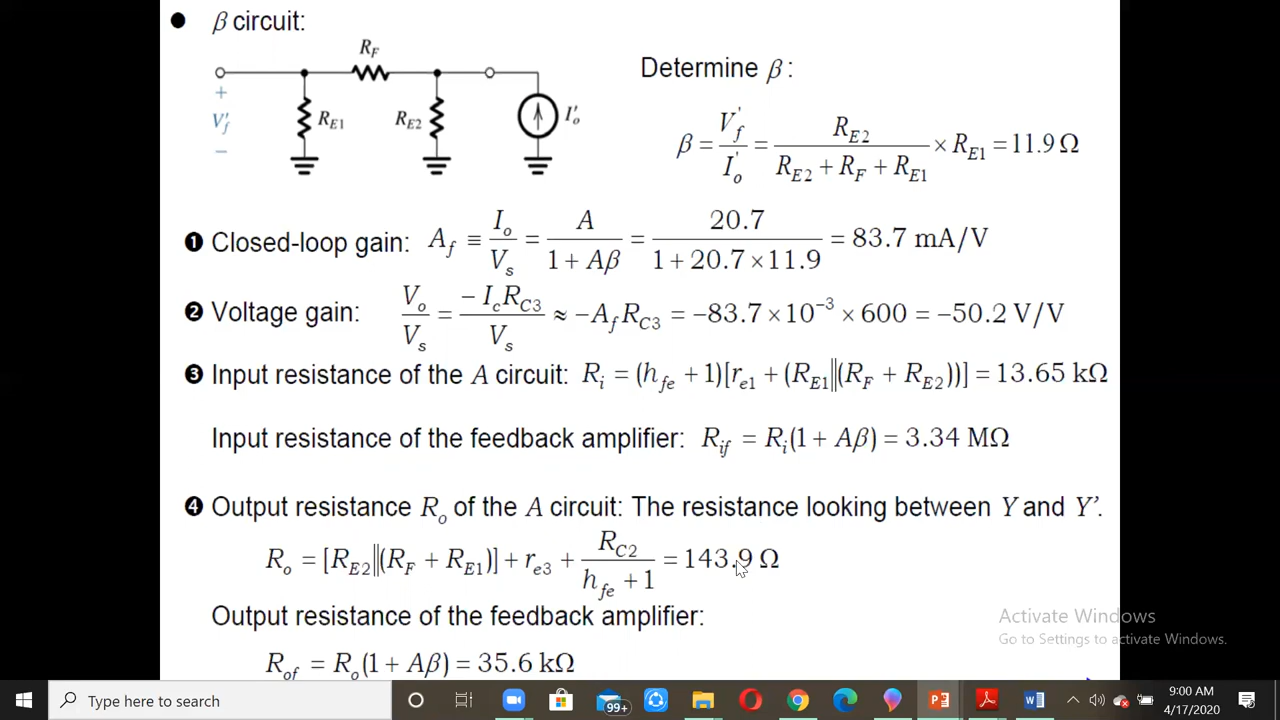 ● β circuit:
R_F
Determine β :
+
V'_f
−
R_E1
R_E2
I'_o
β = V'_f / I'_o = R_E2 / (R_E2 + R_F + R_E1) × R_E1 = 11.9 Ω
❶ Closed-loop gain: A_f ≡ I_o / V_s = A / (1 + Aβ) = 20.7 / (1 + 20.7 × 11.9) = 83.7 mA/V
❷ Voltage gain: V_o / V_s = − I_c R_C3 / V_s ≈ −A_f R_C3 = −83.7 × 10^−3 × 600 = −50.2 V/V
❸ Input resistance of the A circuit: R_i = (h_fe + 1)[r_e1 + (R_E1 || (R_F + R_E2))] = 13.65 kΩ
Input resistance of the feedback amplifier: R_if = R_i(1 + Aβ) = 3.34 MΩ
❹ Output resistance R_o of the A circuit: The resistance looking between Y and Y'.
R_o = [R_E2 || (R_F + R_E1)] + r_e3 + R_C2 / (h_fe + 1) = 143.9 Ω
Output resistance of the feedback amplifier:
R_of = R_o(1 + Aβ) = 35.6 kΩ
Activate Windows
Go to Settings to activate Windows.
Type here to search
99+
9:00 AM
4/17/2020